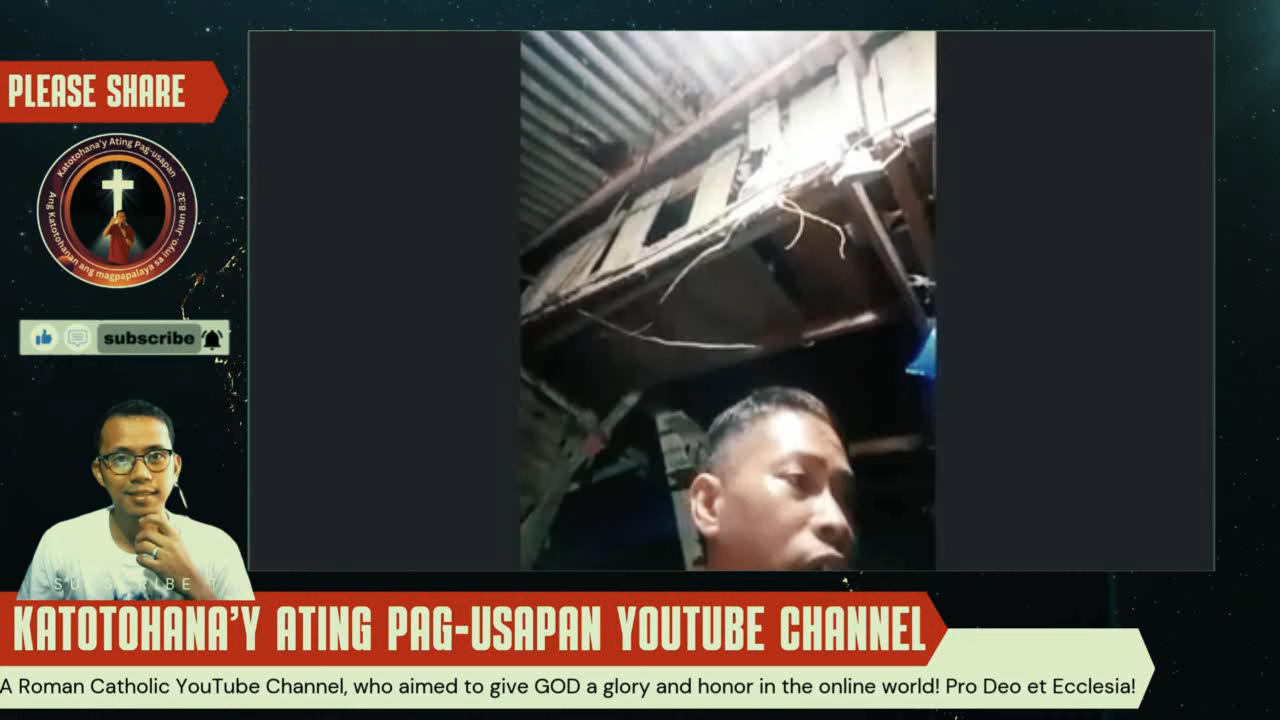 PLEASE SHARE
Katotohana'y Ating Pag-usapan
Ang Katotohanan ang magpapalaya sa inyo. Juan 8:32
subscribe
SUBSCRIBE
KATOTOHANA'Y ATING PAG-USAPAN YOUTUBE CHANNEL
A Roman Catholic YouTube Channel, who aimed to give GOD a glory and honor in the online world! Pro Deo et Ecclesia!